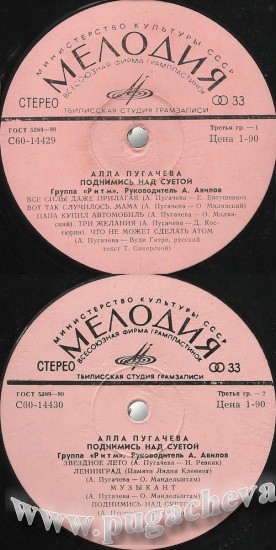 МИНИСТЕРСТВО КУЛЬТУРЫ СССР
МЕЛОДИЯ
ВСЕСОЮЗНАЯ ФИРМА ГРАМПЛАСТИНОК
СТЕРЕО 33
ТБИЛИССКАЯ СТУДИЯ ГРАМЗАПИСИ
ГОСТ 5289—80 Третья гр. — 1
С60-14429 Цена 1-90
АЛЛА ПУГАЧЕВА
ПОДНИМИСЬ НАД СУЕТОЙ
Группа «Ритм». Руководитель А. Авилов
ВСЕ СИЛЫ ДАЖЕ ПРИЛАГАЯ (А. Пугачева — Е. Евтушенко)
ВОТ ТАК СЛУЧИЛОСЬ, МАМА (А. Пугачева — О. Милявский)
ПАПА КУПИЛ АВТОМОБИЛЬ (А. Пугачева — О. Миляв-
ский). ТРИ ЖЕЛАНИЯ (А. Пугачева — Д. Кос-
тюрин). ЧТО НЕ МОЖЕТ СДЕЛАТЬ АТОМ
(А. Пугачева — Вуди Гатри, русский
текст Т. Сикорской)
МИНИСТЕРСТВО КУЛЬТУРЫ СССР
МЕЛОДИЯ
ВСЕСОЮЗНАЯ ФИРМА ГРАМПЛАСТИНОК
СТЕРЕО 33
ТБИЛИССКАЯ СТУДИЯ ГРАМЗАПИСИ
ГОСТ 5289—80 Третья гр. — 2
С60-14430 Цена 1-90
АЛЛА ПУГАЧЕВА
ПОДНИМИСЬ НАД СУЕТОЙ
Группа «Ритм». Руководитель А. Авилов
ЗВЕЗДНОЕ ЛЕТО (А. Пугачева — И. Резник)
ЛЕНИНГРАД (Памяти Лидии Клемент)
(А. Пугачева — О. Мандельштам)
МУЗЫКАНТ
(А. Пугачева — О. Мандельштам)
ПОДНИМИСЬ НАД СУЕТОЙ
www.pugacheva